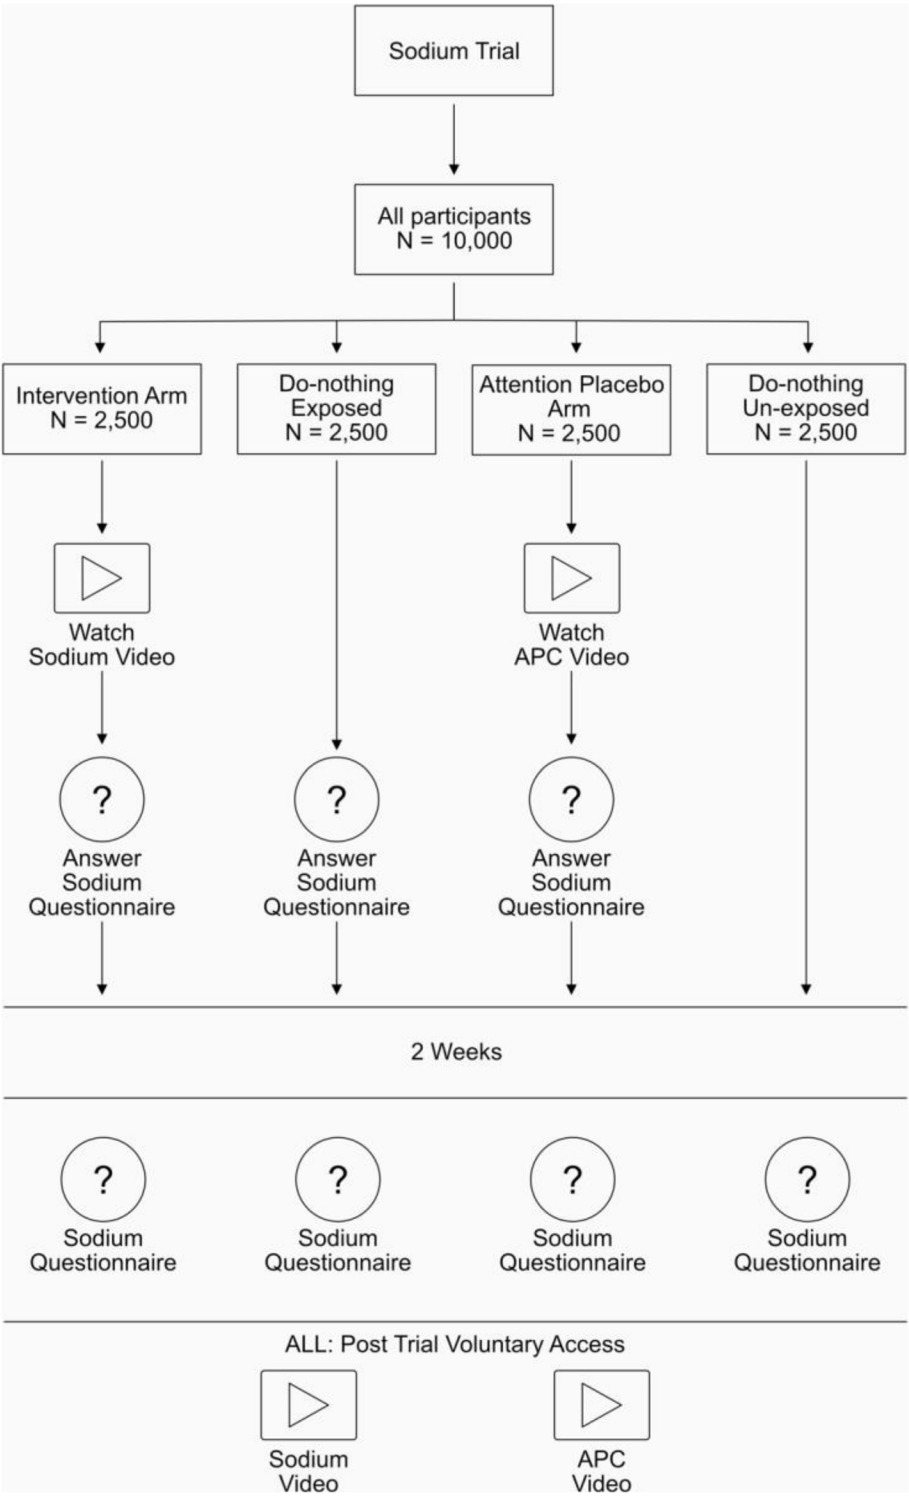 Sodium Trial
All participants
N = 10,000
Intervention Arm
N = 2,500
Do-nothing
Exposed
N = 2,500
Attention Placebo
Arm
N = 2,500
Do-nothing
Un-exposed
N = 2,500
Watch
Sodium Video
Watch
APC Video
?
Answer
Sodium
Questionnaire
?
Answer
Sodium
Questionnaire
?
Answer
Sodium
Questionnaire
2 Weeks
?
Sodium
Questionnaire
?
Sodium
Questionnaire
?
Sodium
Questionnaire
?
Sodium
Questionnaire
ALL: Post Trial Voluntary Access
Sodium
Video
APC
Video